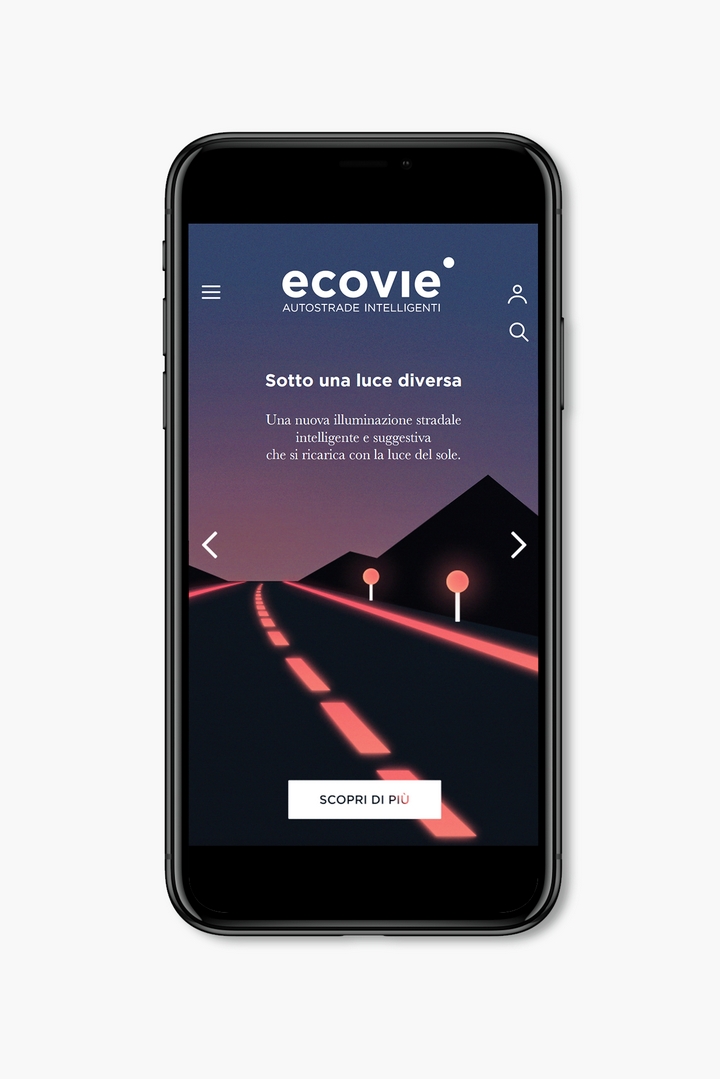 ecovie
AUTOSTRADE INTELLIGENTI
Sotto una luce diversa
Una nuova illuminazione stradale
intelligente e suggestiva
che si ricarica con la luce del sole.
SCOPRI DI PIÙ